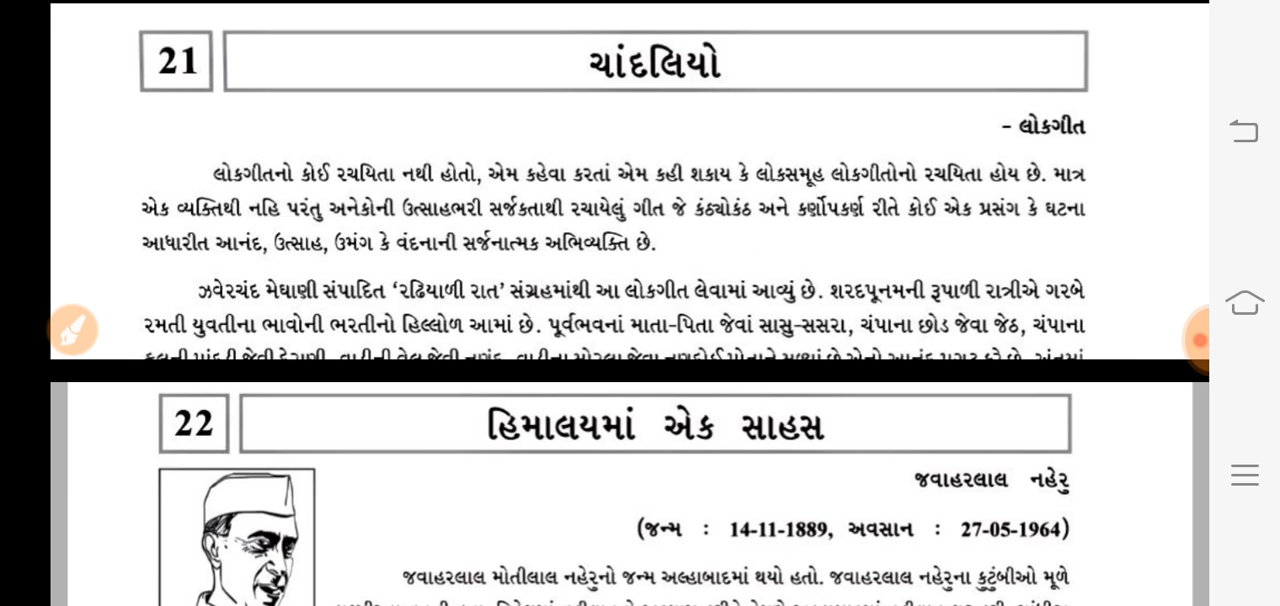 21
ચાંદલિયો
– લોકગીત
લોકગીતનો કોઈ રચયિતા નથી હોતો, એમ કહેવા કરતાં એમ કહી શકાય કે લોકસમૂહ લોકગીતોનો રચયિતા હોય છે. માત્ર
એક વ્યક્તિથી નહિ પરંતુ અનેકોની ઉત્સાહભરી સર્જકતાથી રચાયેલું ગીત જે કંઠ્યોકંઠ અને કર્ણોપકર્ણ રીતે કોઈ એક પ્રસંગ કે ઘટના
આધારીત આનંદ, ઉત્સાહ, ઉમંગ કે વંદનાની સર્જનાત્મક અભિવ્યક્તિ છે.
ઝવેરચંદ મેઘાણી સંપાદિત ‘રઢિયાળી રાત’ સંગ્રહમાંથી આ લોકગીત લેવામાં આવ્યું છે. શરદપૂનમની રૂપાળી રાત્રીએ ગરબે
રમતી યુવતીના ભાવોની ભરતીનો હિલ્લોળ આમાં છે. પૂર્વભવનાં માતા-પિતા જેવાં સાસુ-સસરા, ચંપાના છોડ જેવા જેઠ, ચંપાના
22
હિમાલયમાં એક સાહસ
જવાહરલાલ નહેરુ
(જન્મ : 14-11-1889, અવસાન : 27-05-1964)
જવાહરલાલ મોતીલાલ નહેરુનો જન્મ અલ્હાબાદમાં થયો હતો. જવાહરલાલ નહેરુના કુટુંબીઓ મૂળે